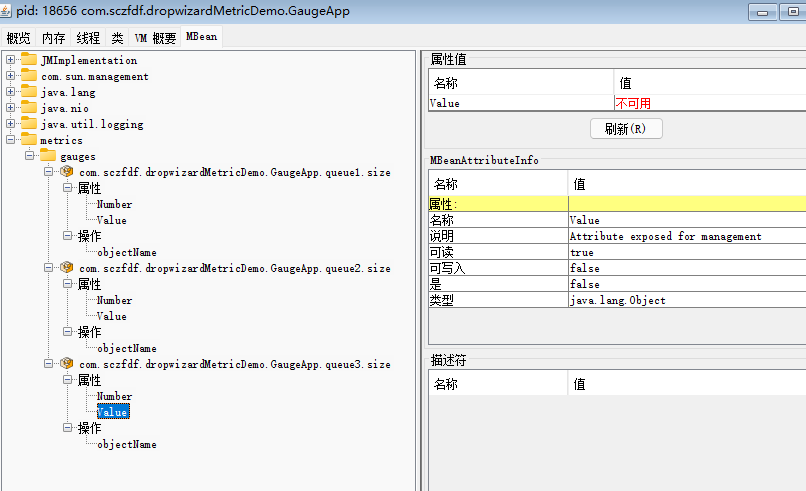 pid: 18656 com.sczfdf.dropwizardMetricDemo.GaugeApp
概览 内存 线程 类 VM 概要 MBean
JMImplementation
com.sun.management
java.lang
java.nio
java.util.logging
metrics
gauges
com.sczfdf.dropwizardMetricDemo.GaugeApp.queue1.size
属性
Number
Value
操作
objectName
com.sczfdf.dropwizardMetricDemo.GaugeApp.queue2.size
属性
Number
Value
操作
objectName
com.sczfdf.dropwizardMetricDemo.GaugeApp.queue3.size
属性
Number
Value
操作
objectName
属性值
名称 值
Value 不可用
刷新(R)
MBeanAttributeInfo
名称 值
属性:
名称 Value
说明 Attribute exposed for management
可读 true
可写入 false
是 false
类型 java.lang.Object
描述符
名称 值